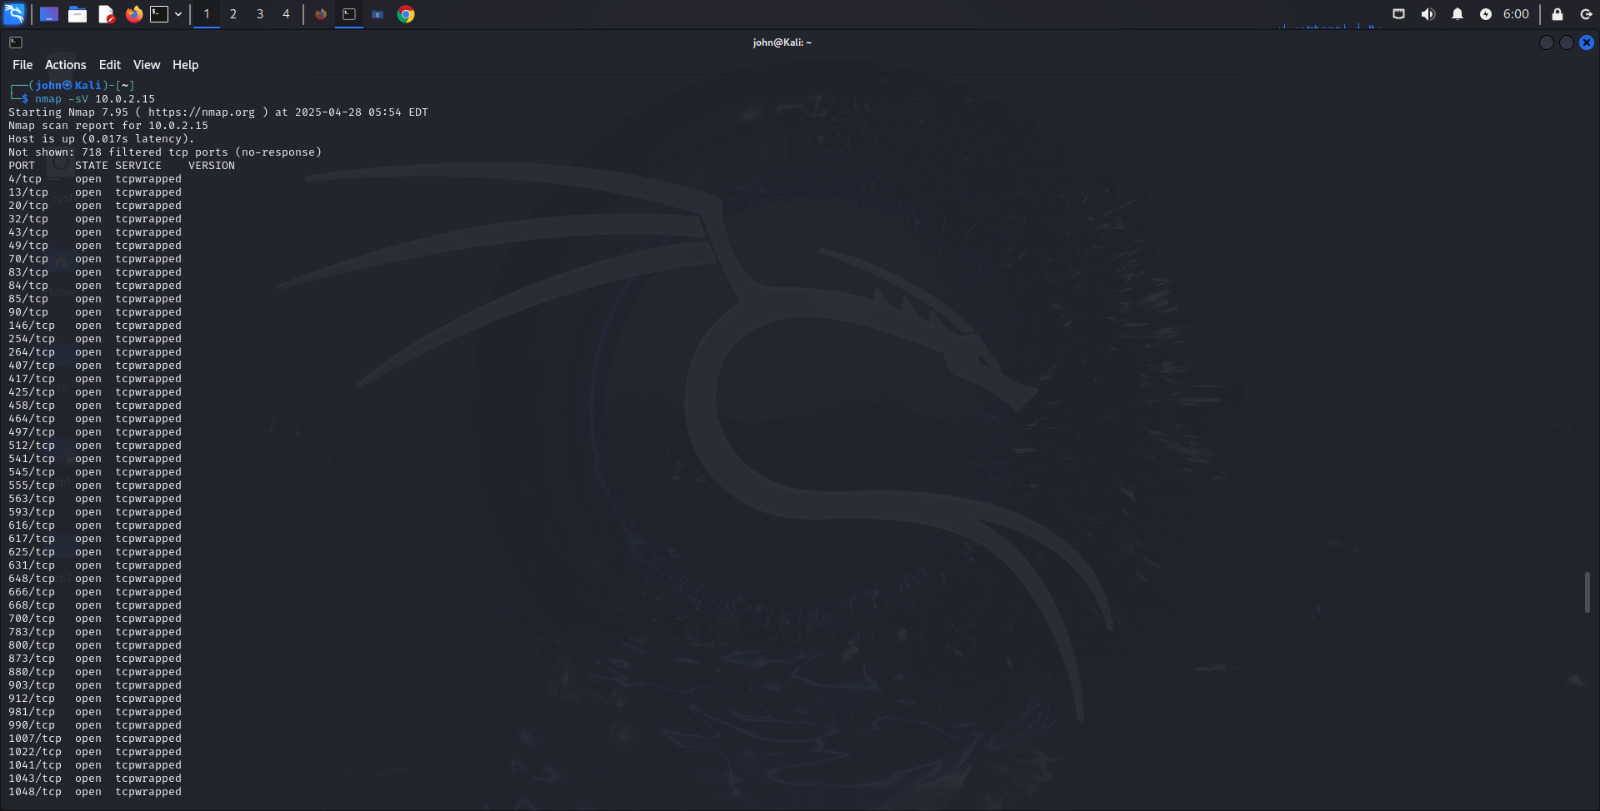 1 2 3 4 6:00
john@Kali: ~
File Actions Edit View Help
┌──(john㉿Kali)-[~]
└─$ nmap -sV 10.0.2.15
Starting Nmap 7.95 ( https://nmap.org ) at 2025-04-28 05:54 EDT
Nmap scan report for 10.0.2.15
Host is up (0.017s latency).
Not shown: 718 filtered tcp ports (no-response)
PORT STATE SERVICE VERSION
4/tcp open tcpwrapped
13/tcp open tcpwrapped
20/tcp open tcpwrapped
32/tcp open tcpwrapped
43/tcp open tcpwrapped
49/tcp open tcpwrapped
70/tcp open tcpwrapped
83/tcp open tcpwrapped
84/tcp open tcpwrapped
85/tcp open tcpwrapped
90/tcp open tcpwrapped
146/tcp open tcpwrapped
254/tcp open tcpwrapped
264/tcp open tcpwrapped
407/tcp open tcpwrapped
417/tcp open tcpwrapped
425/tcp open tcpwrapped
458/tcp open tcpwrapped
464/tcp open tcpwrapped
497/tcp open tcpwrapped
512/tcp open tcpwrapped
541/tcp open tcpwrapped
545/tcp open tcpwrapped
555/tcp open tcpwrapped
563/tcp open tcpwrapped
593/tcp open tcpwrapped
616/tcp open tcpwrapped
617/tcp open tcpwrapped
625/tcp open tcpwrapped
631/tcp open tcpwrapped
648/tcp open tcpwrapped
666/tcp open tcpwrapped
668/tcp open tcpwrapped
700/tcp open tcpwrapped
783/tcp open tcpwrapped
800/tcp open tcpwrapped
873/tcp open tcpwrapped
880/tcp open tcpwrapped
903/tcp open tcpwrapped
912/tcp open tcpwrapped
981/tcp open tcpwrapped
990/tcp open tcpwrapped
1007/tcp open tcpwrapped
1022/tcp open tcpwrapped
1041/tcp open tcpwrapped
1043/tcp open tcpwrapped
1048/tcp open tcpwrapped